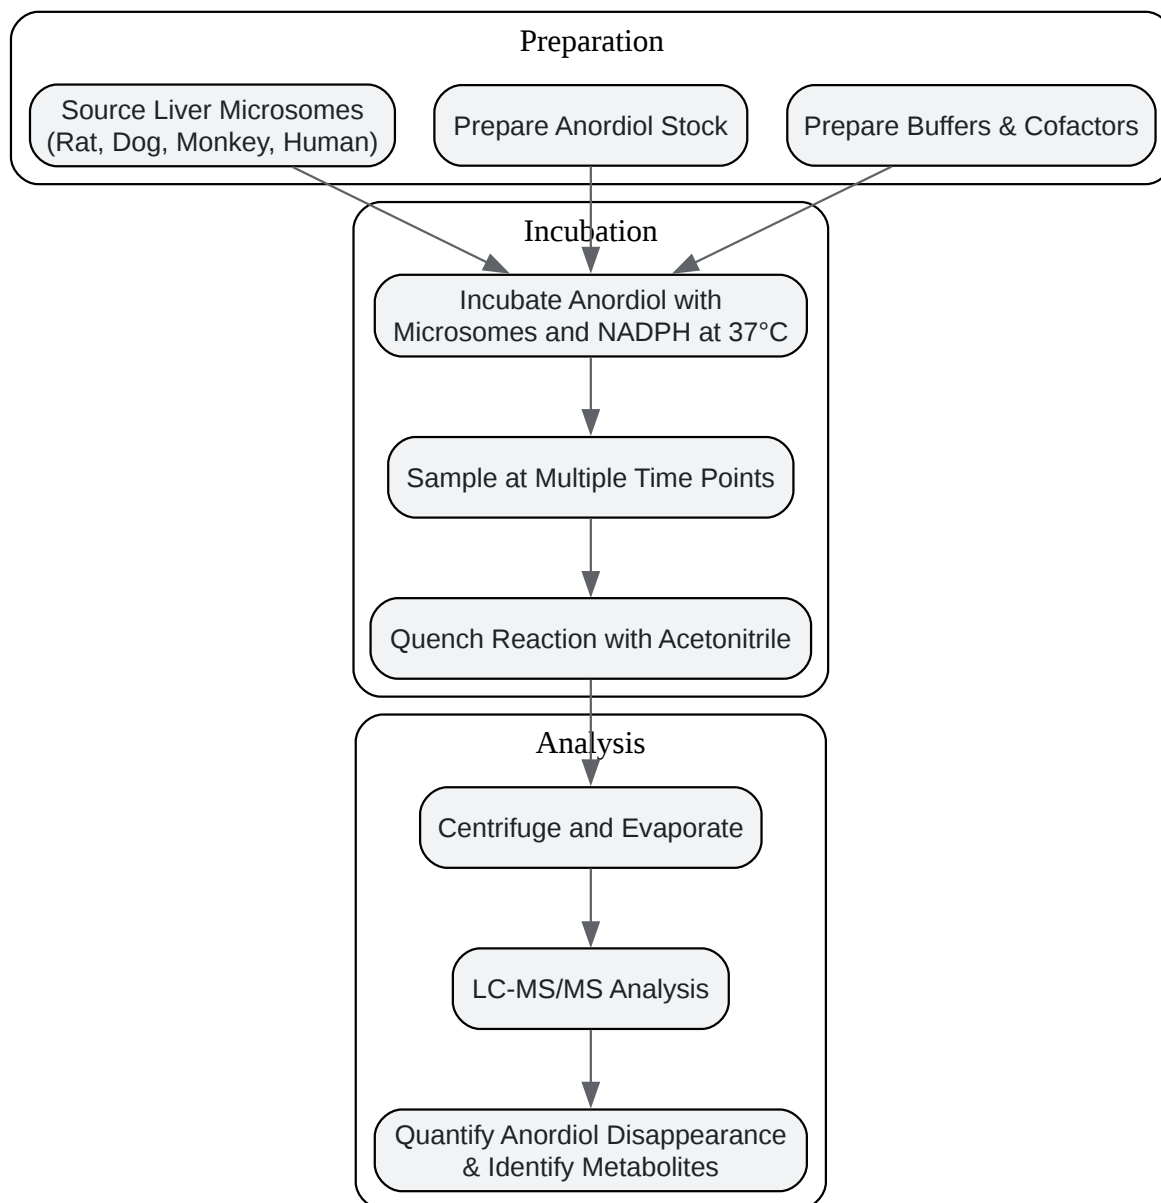 Preparation
Source Liver Microsomes
(Rat, Dog, Monkey, Human)
Prepare Anordiol Stock
Prepare Buffers & Cofactors
Incubation
Incubate Anordiol with
Microsomes and NADPH at 37°C
Sample at Multiple Time Points
Quench Reaction with Acetonitrile
Analysis
Centrifuge and Evaporate
LC-MS/MS Analysis
Quantify Anordiol Disappearance
& Identify Metabolites